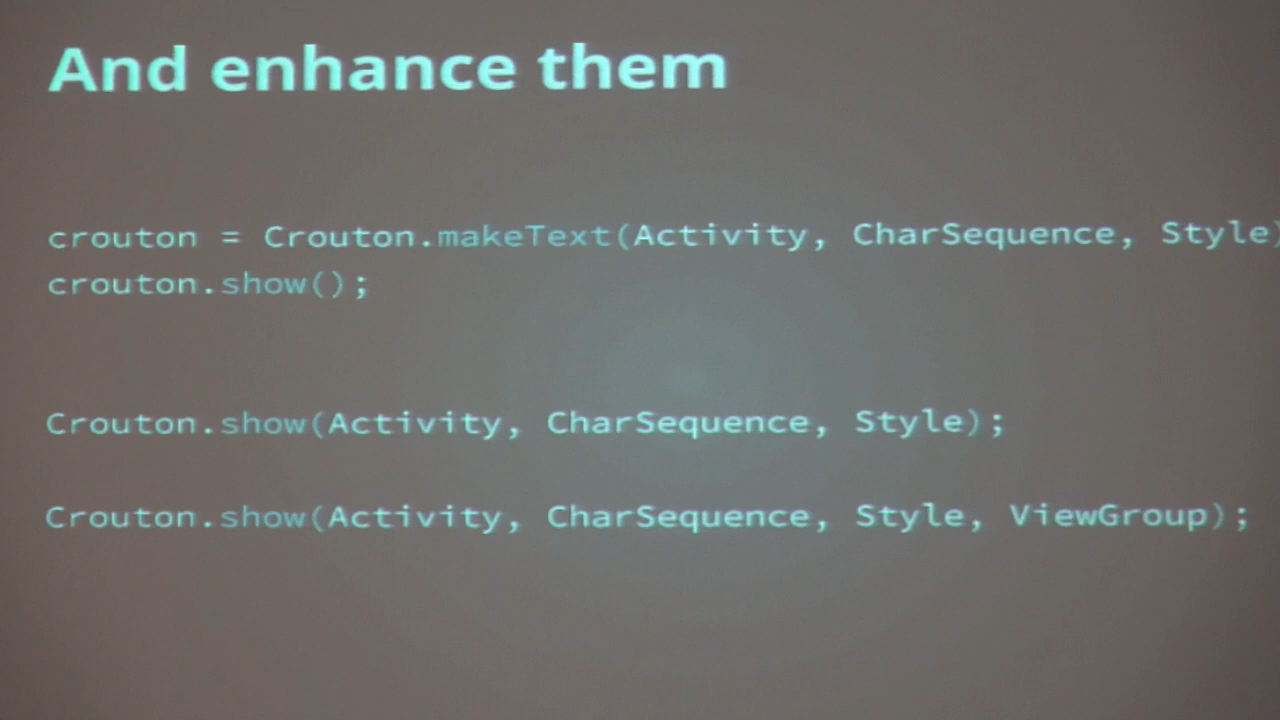 And enhance them
crouton = Crouton.makeText(Activity, CharSequence, Style)
crouton.show();
Crouton.show(Activity, CharSequence, Style);
Crouton.show(Activity, CharSequence, Style, ViewGroup);